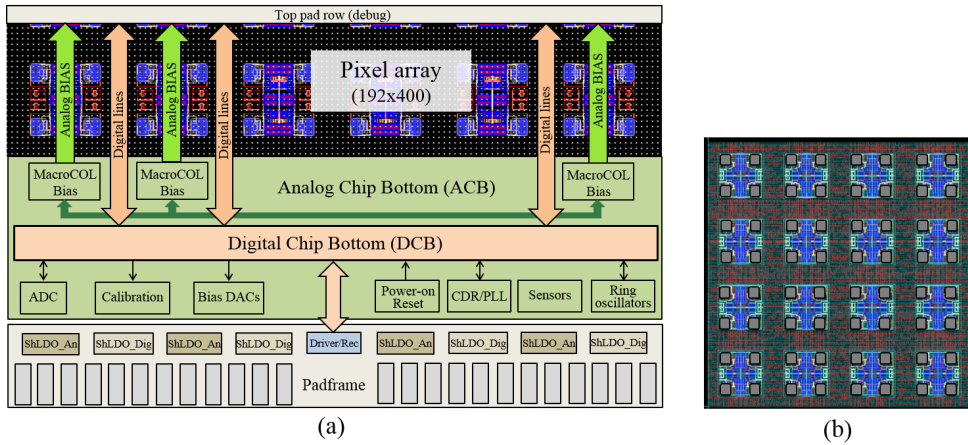 Top pad row (debug)
Pixel array
(192x400)
Analog BIAS
Digital lines
Analog BIAS
Digital lines
Digital lines
Analog BIAS
MacroCOL
Bias
MacroCOL
Bias
Analog Chip Bottom (ACB)
MacroCOL
Bias
Digital Chip Bottom (DCB)
ADC
Calibration
Bias DACs
Power-on
Reset
CDR/PLL
Sensors
Ring
oscillators
ShLDO_An
ShLDO_Dig
ShLDO_An
ShLDO_Dig
Driver/Rec
ShLDO_An
ShLDO_Dig
ShLDO_An
ShLDO_Dig
Padframe
(a)
(b)